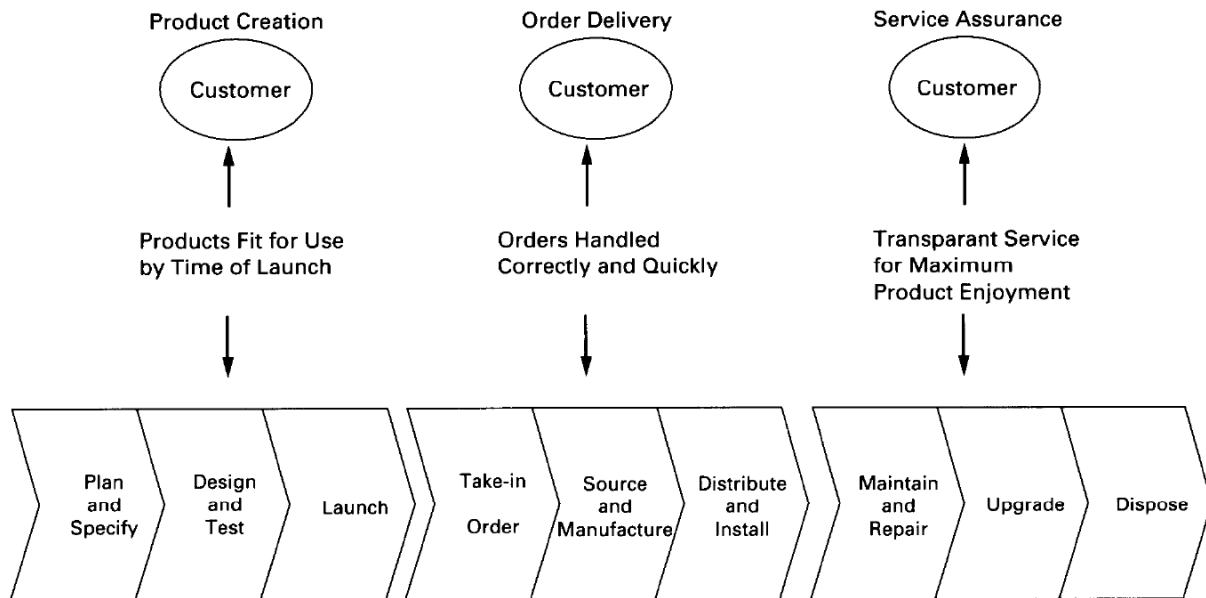 Product Creation
Customer
Products Fit for Use
by Time of Launch
Plan
and
Specify
Design
and
Test
Launch
Order Delivery
Customer
Orders Handled
Correctly and Quickly
Take-in
Order
Source
and
Manufacture
Distribute
and
Install
Service Assurance
Customer
Transparant Service
for Maximum
Product Enjoyment
Maintain
and
Repair
Upgrade
Dispose